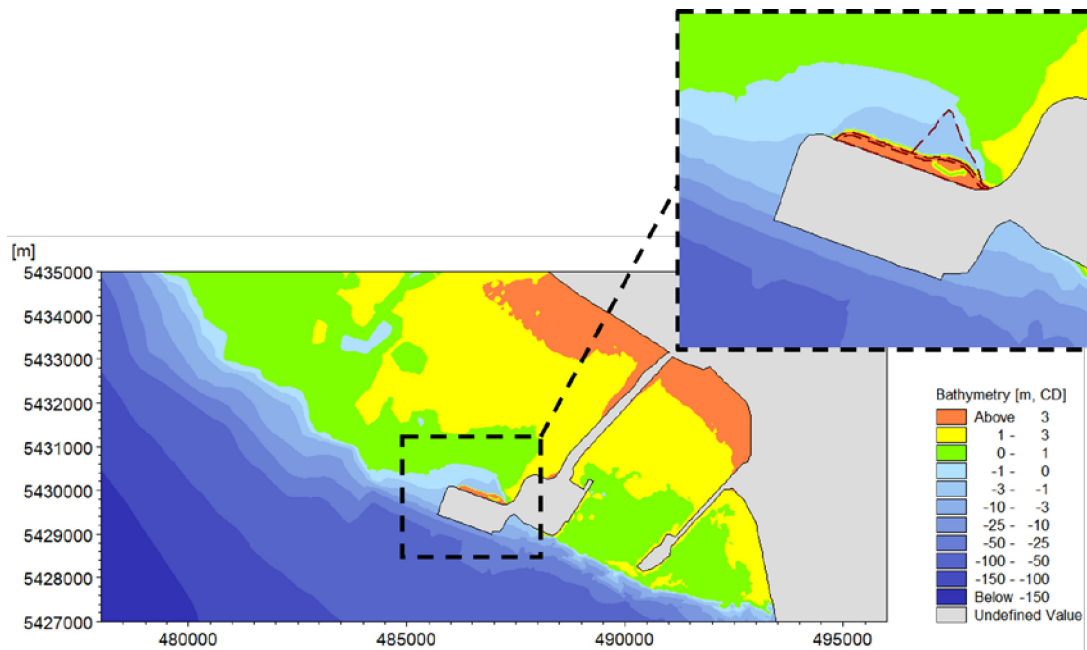 [m]
5435000
5434000
5433000
5432000
5431000
5430000
5429000
5428000
5427000
480000 485000 490000 495000
Bathymetry [m, CD]
Above 3
1 - 3
0 - 1
-1 - 0
-3 - -1
-10 - -3
-25 - -10
-50 - -25
-100 - -50
-150 - -100
Below -150
Undefined Value